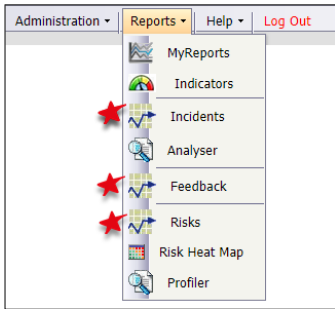 Administration Reports Help Log Out
MyReports
Indicators
Incidents
Analyser
Feedback
Risks
Risk Heat Map
Profiler